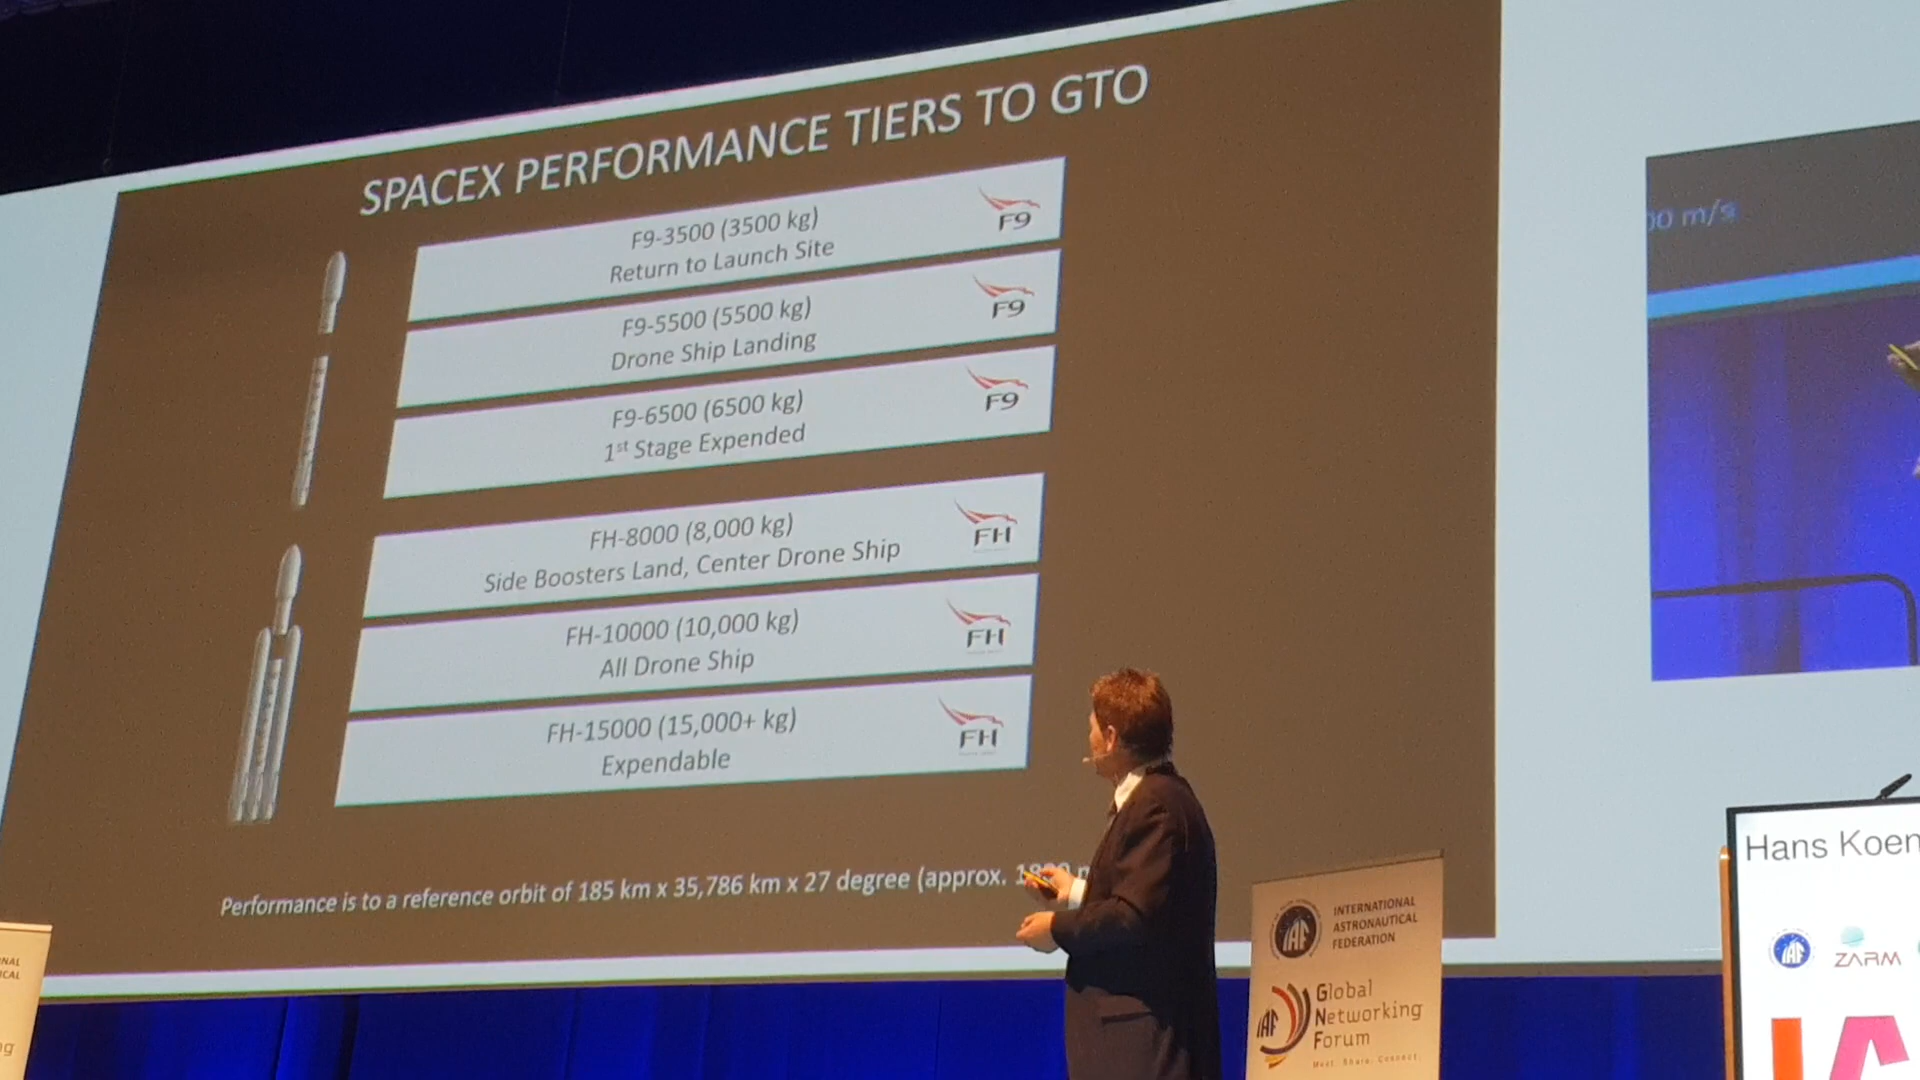 SPACEX PERFORMANCE TIERS TO GTO
F9-3500 (3500 kg)
Return to Launch Site
F9
F9-5500 (5500 kg)
Drone Ship Landing
F9
F9-6500 (6500 kg)
1st Stage Expended
F9
FH-8000 (8,000 kg)
Side Boosters Land, Center Drone Ship
FH
FH-10000 (10,000 kg)
All Drone Ship
FH
FH-15000 (15,000+ kg)
Expendable
FH
Performance is to a reference orbit of 185 km x 35,786 km x 27 degree (approx.
00 m/s
Hans Koen
IAF
ZARM
IAF
INTERNATIONAL
ASTRONAUTICAL
FEDERATION
IAF
Global
Networking
Forum
Meet. Share. Connect.